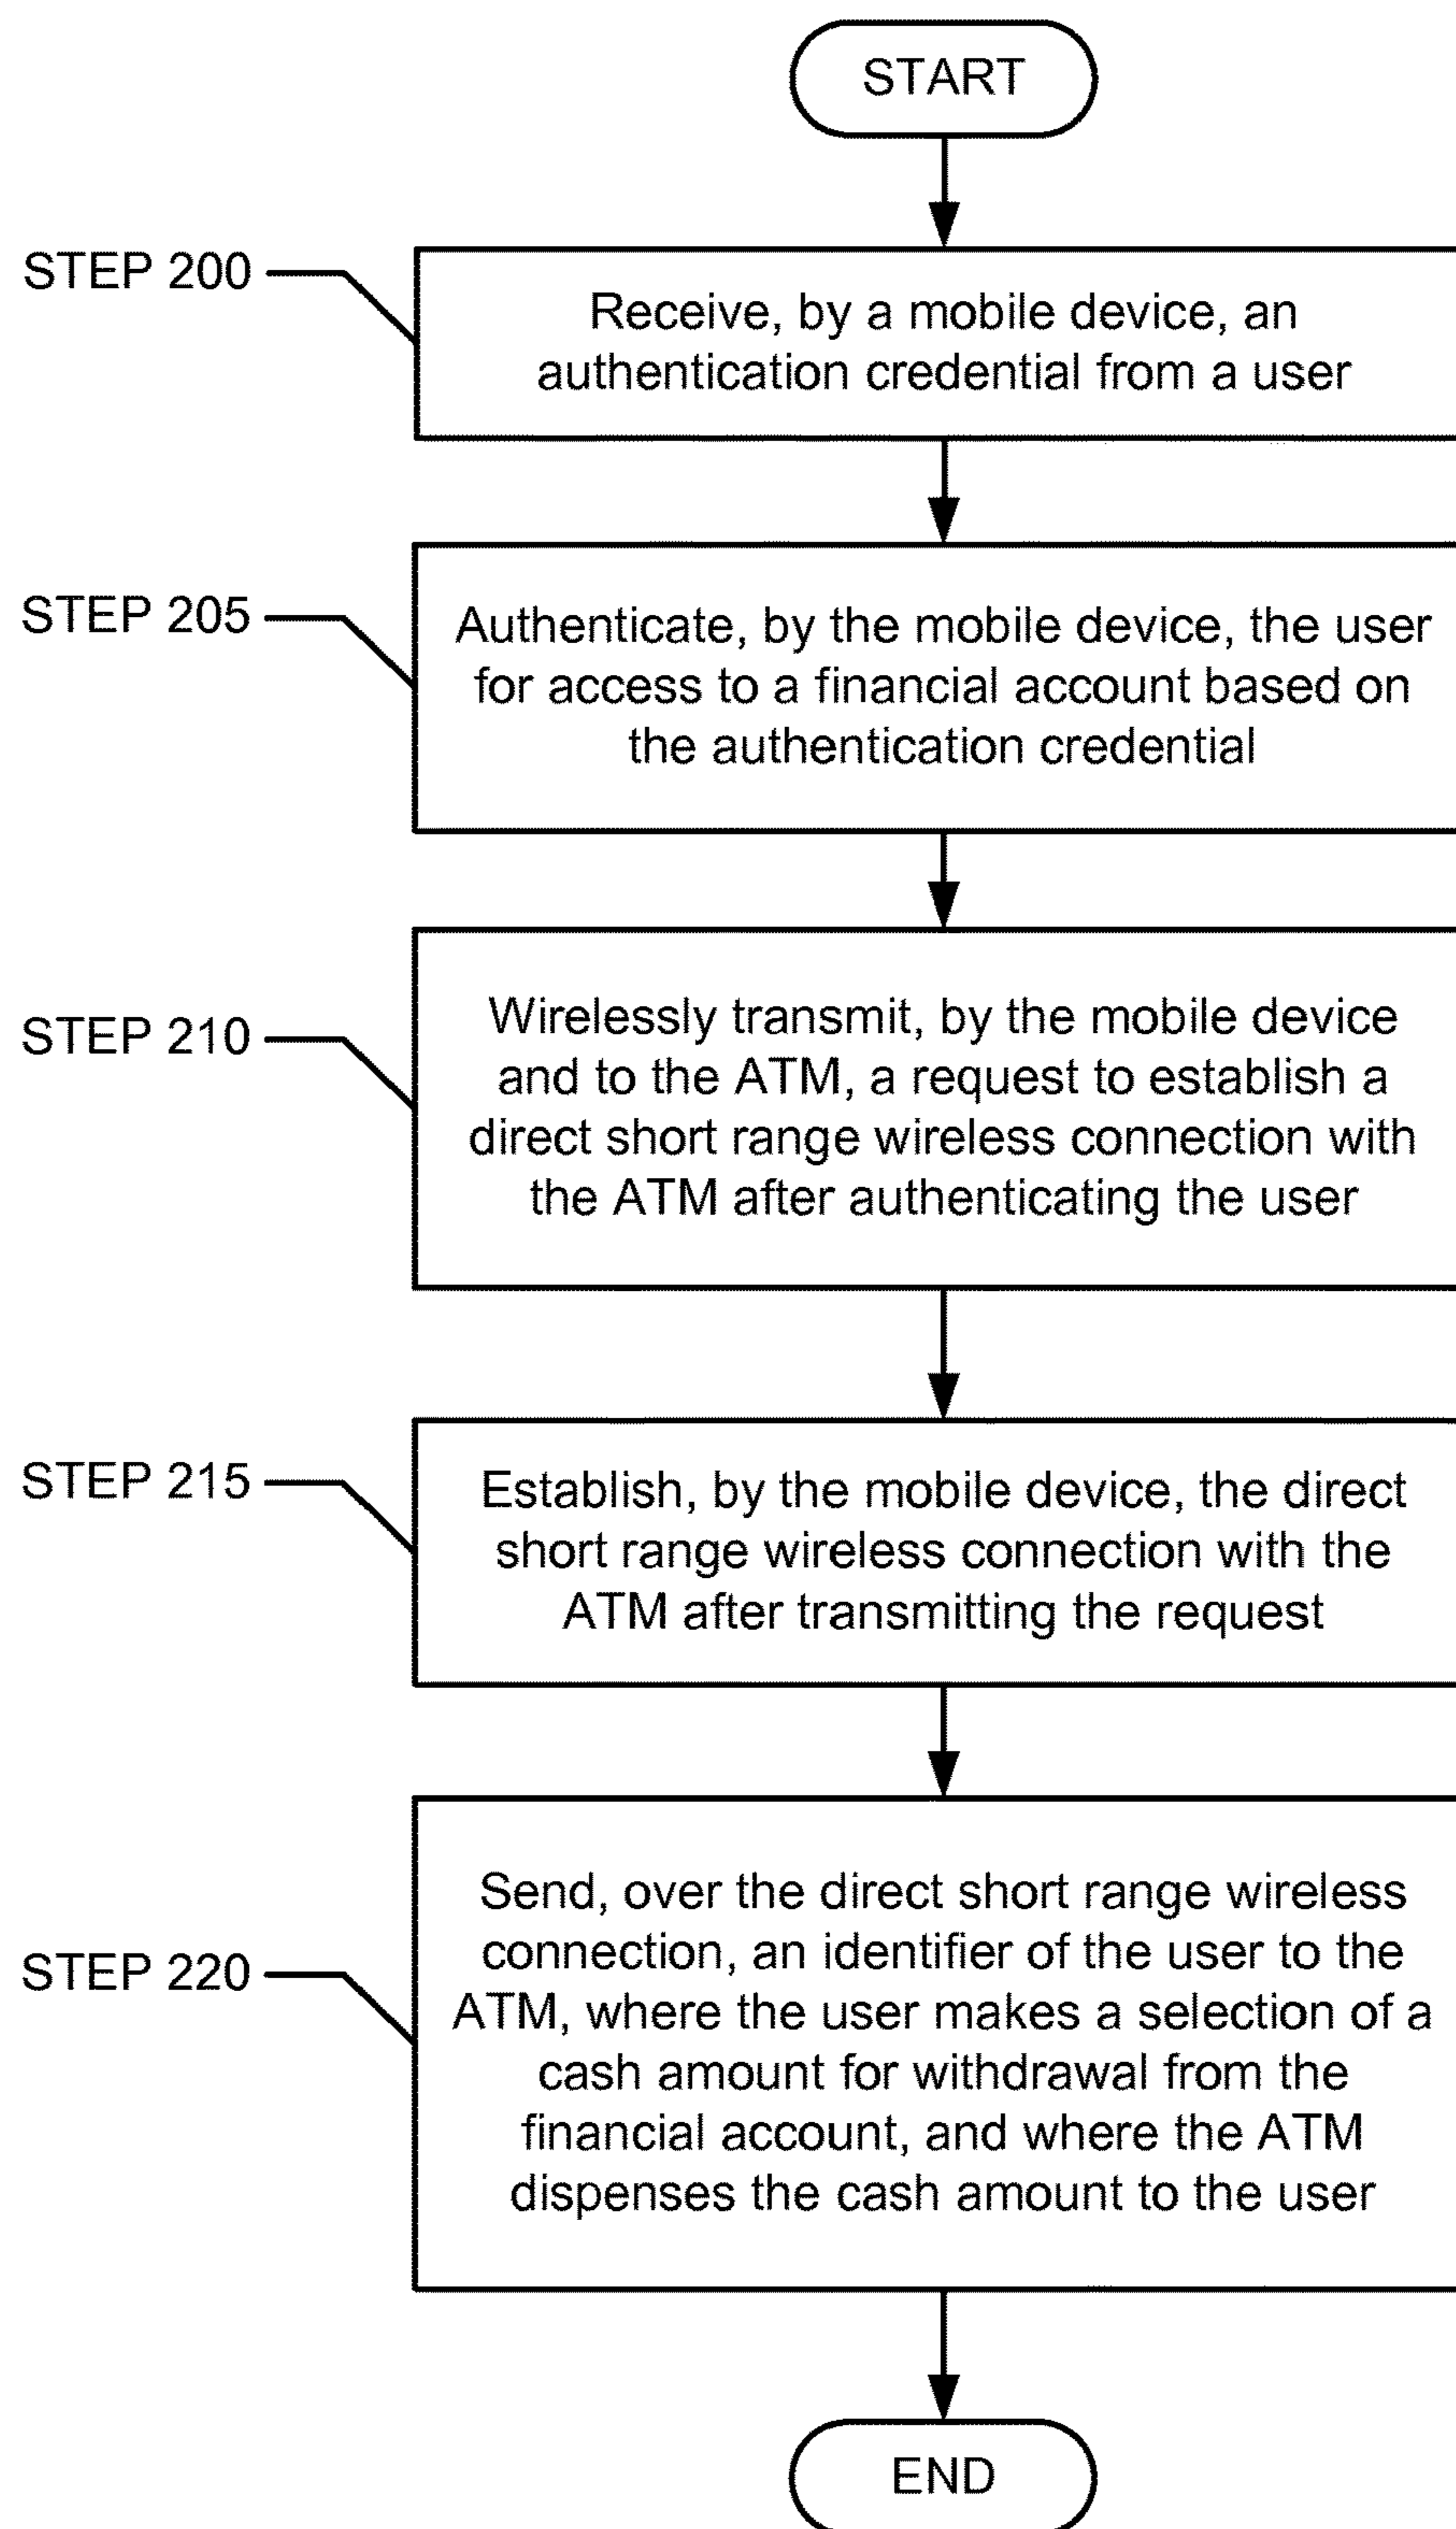 START
STEP 200
Receive, by a mobile device, an
authentication credential from a user
STEP 205
Authenticate, by the mobile device, the user
for access to a financial account based on
the authentication credential
STEP 210
Wirelessly transmit, by the mobile device
and to the ATM, a request to establish a
direct short range wireless connection with
the ATM after authenticating the user
STEP 215
Establish, by the mobile device, the direct
short range wireless connection with the
ATM after transmitting the request
STEP 220
Send, over the direct short range wireless
connection, an identifier of the user to the
ATM, where the user makes a selection of a
cash amount for withdrawal from the
financial account, and where the ATM
dispenses the cash amount to the user
END